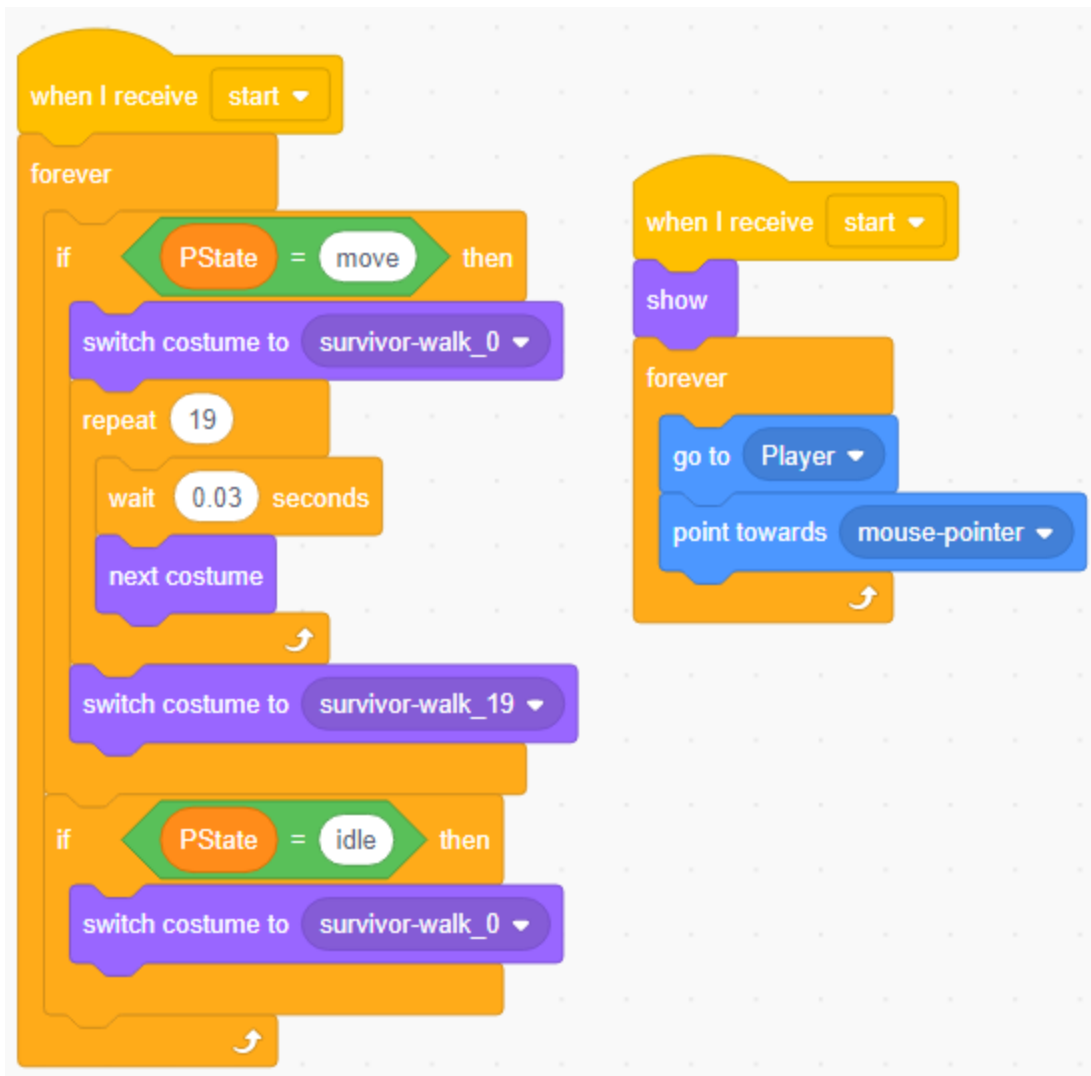 when I receive start
forever
if PState = move then
switch costume to survivor-walk_0
repeat 19
wait 0.03 seconds
next costume
switch costume to survivor-walk_19
if PState = idle then
switch costume to survivor-walk_0
when I receive start
show
forever
go to Player
point towards mouse-pointer